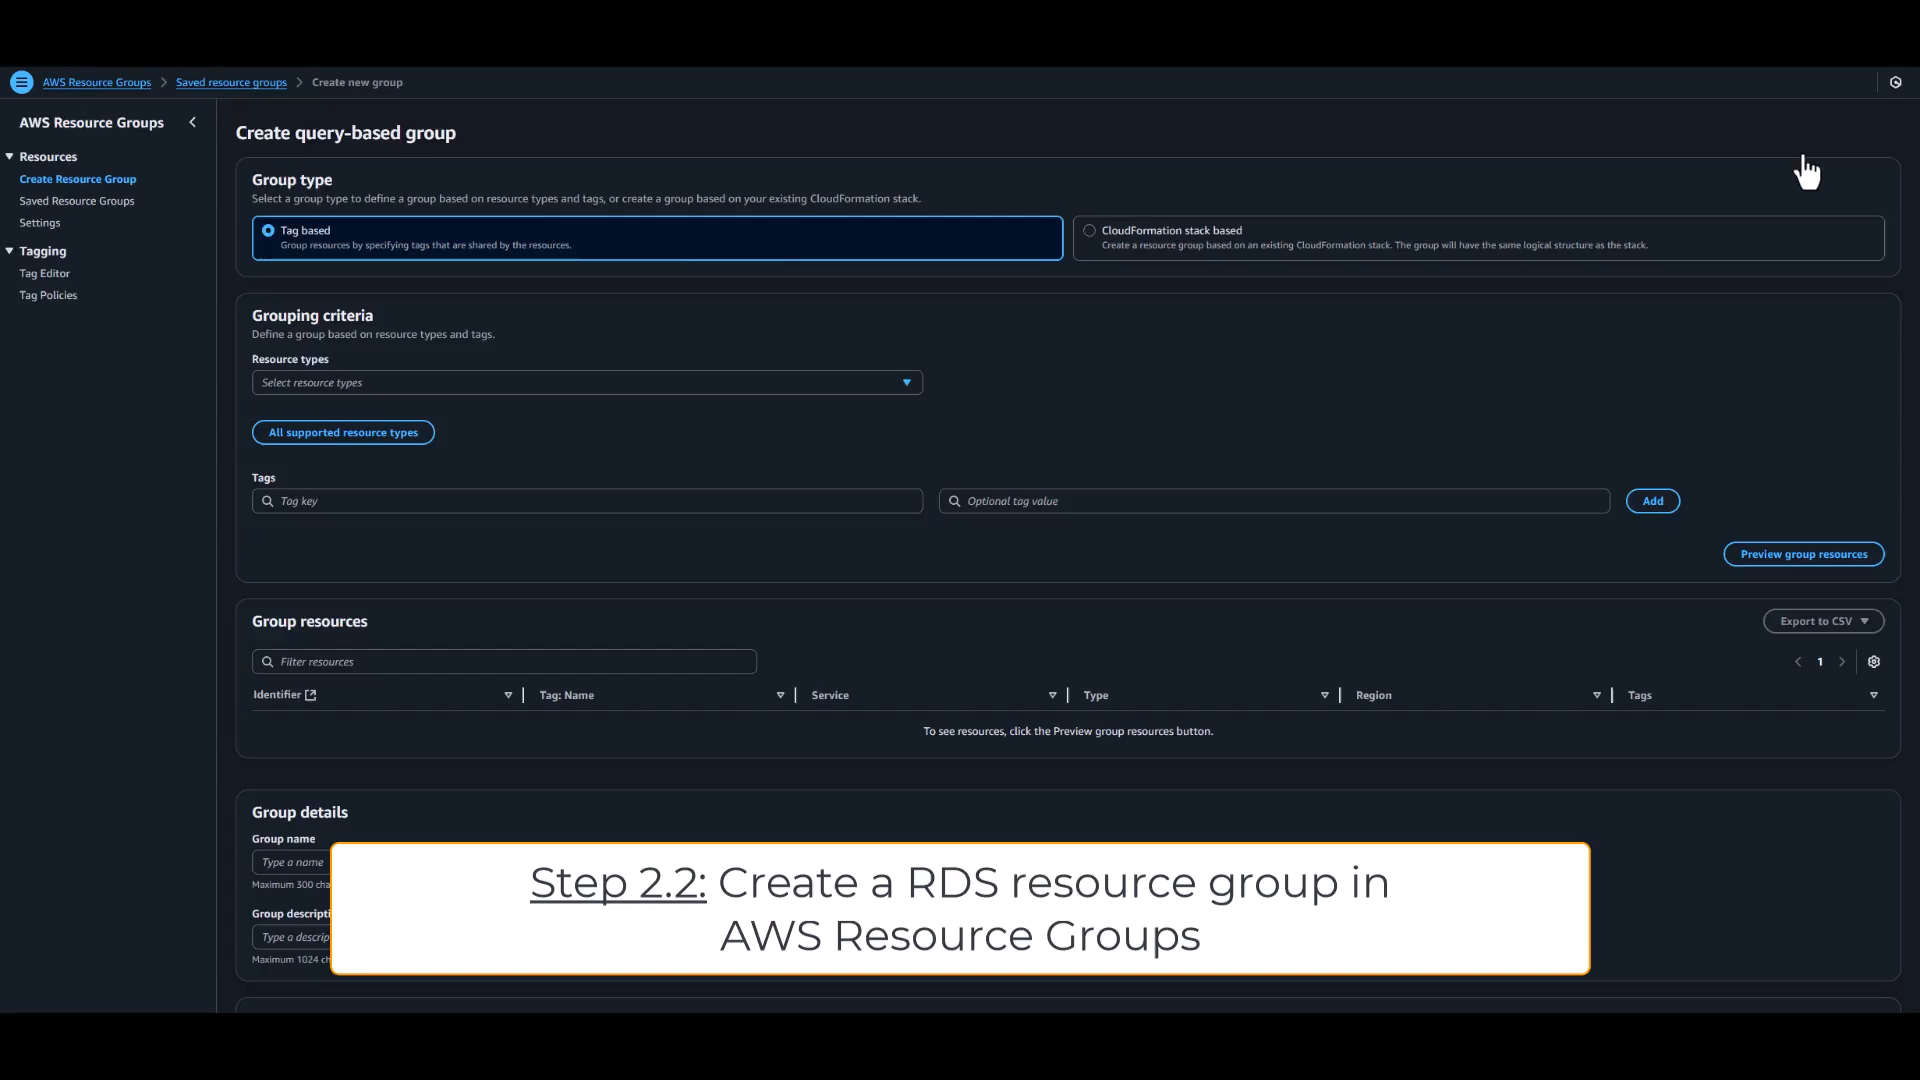 AWS Resource Groups
Saved resource groups
Create new group
AWS Resource Groups
Resources
Create Resource Group
Saved Resource Groups
Settings
Tagging
Tag Editor
Tag Policies
Create query-based group
Group type
Select a group type to define a group based on resource types and tags, or create a group based on your existing CloudFormation stack.
Tag based
Group resources by specifying tags that are shared by the resources.
CloudFormation stack based
Create a resource group based on an existing CloudFormation stack. The group will have the same logical structure as the stack.
Grouping criteria
Define a group based on resource types and tags.
Resource types
Select resource types
All supported resource types
Tags
Tag key
Optional tag value
Add
Preview group resources
Group resources
Export to CSV
Filter resources
1
Identifier
Tag: Name
Service
Type
Region
Tags
To see resources, click the Preview group resources button.
Group details
Group name
Type a name
Maximum 300 cha
Group descripti
Type a descrip
Maximum 1024 ch
Step 2.2: Create a RDS resource group in
AWS Resource Groups